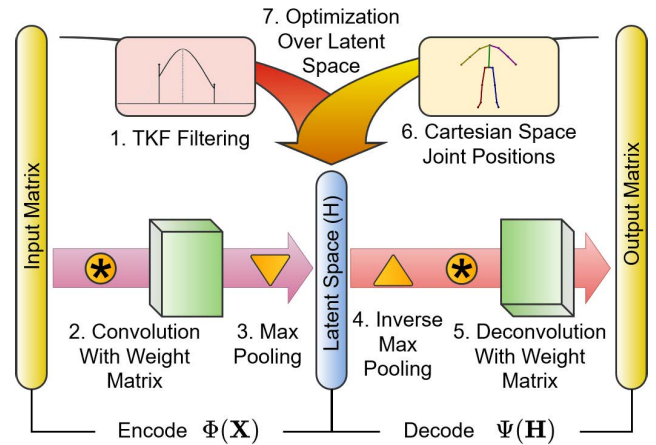 7. Optimization
Over Latent
Space
1. TKF Filtering
6. Cartesian Space
Joint Positions
Input Matrix
Latent Space (H)
Output Matrix
*
*
2. Convolution
With Weight
Matrix
3. Max
Pooling
4. Inverse
Max
Pooling
5. Deconvolution
With Weight
Matrix
Encode Φ(X)
Decode Ψ(H)